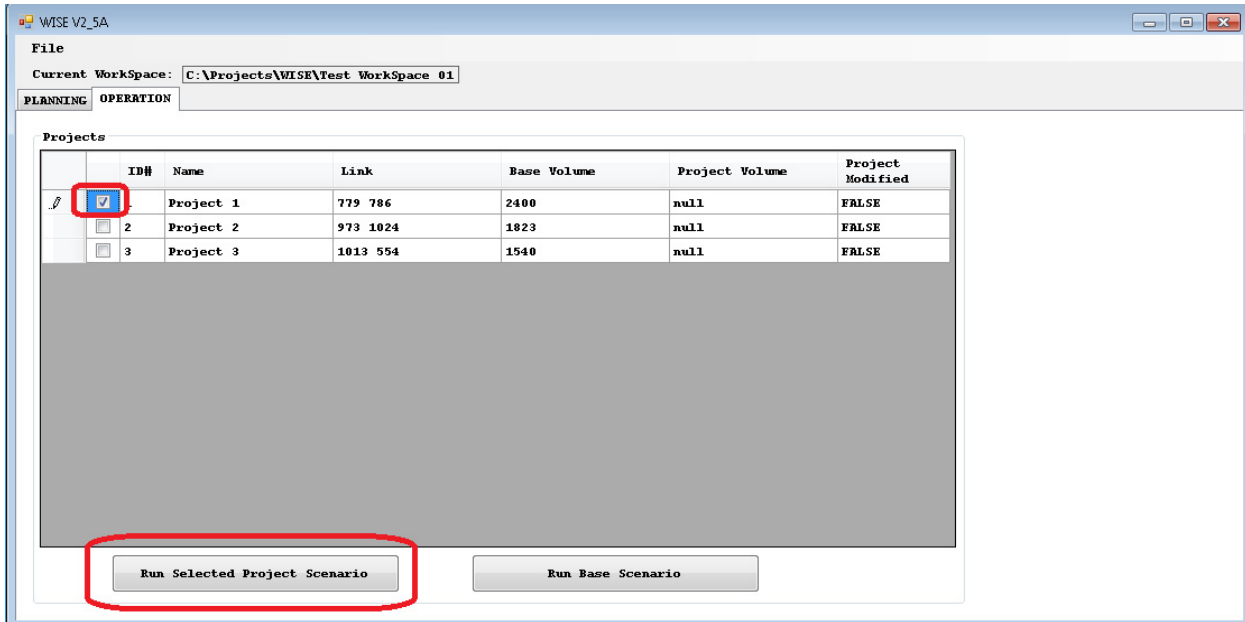 WISE V2_5A
File
Current WorkSpace: C:\Projects\WISE\Test WorkSpace 01
PLANNING OPERATION
Projects
ID# Name Link Base Volume Project Volume Project Modified
Project 1 779 786 2400 null FALSE
2 Project 2 973 1024 1823 null FALSE
3 Project 3 1013 554 1540 null FALSE
Run Selected Project Scenario Run Base Scenario